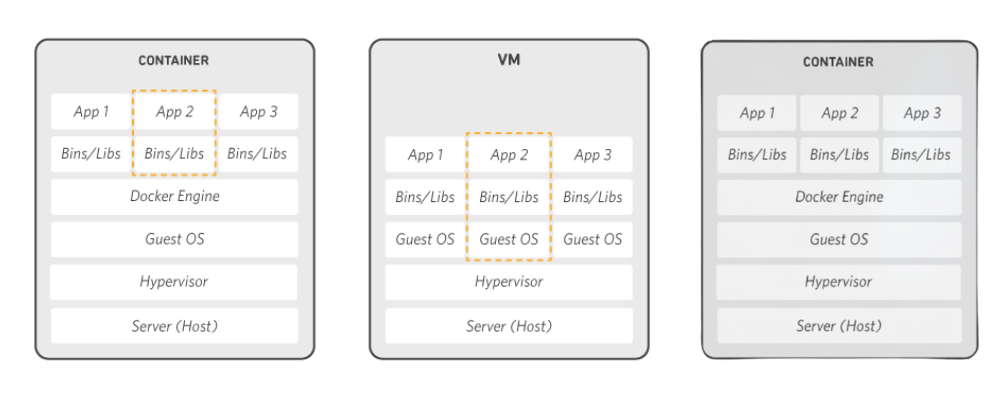 CONTAINER
App 1 App 2 App 3
Bins/Libs Bins/Libs Bins/Libs
Docker Engine
Guest OS
Hypervisor
Server (Host)
VM
App 1 App 2 App 3
Bins/Libs Bins/Libs Bins/Libs
Guest OS Guest OS Guest OS
Hypervisor
Server (Host)
CONTAINER
App 1 App 2 App 3
Bins/Libs Bins/Libs Bins/Libs
Docker Engine
Guest OS
Hypervisor
Server (Host)